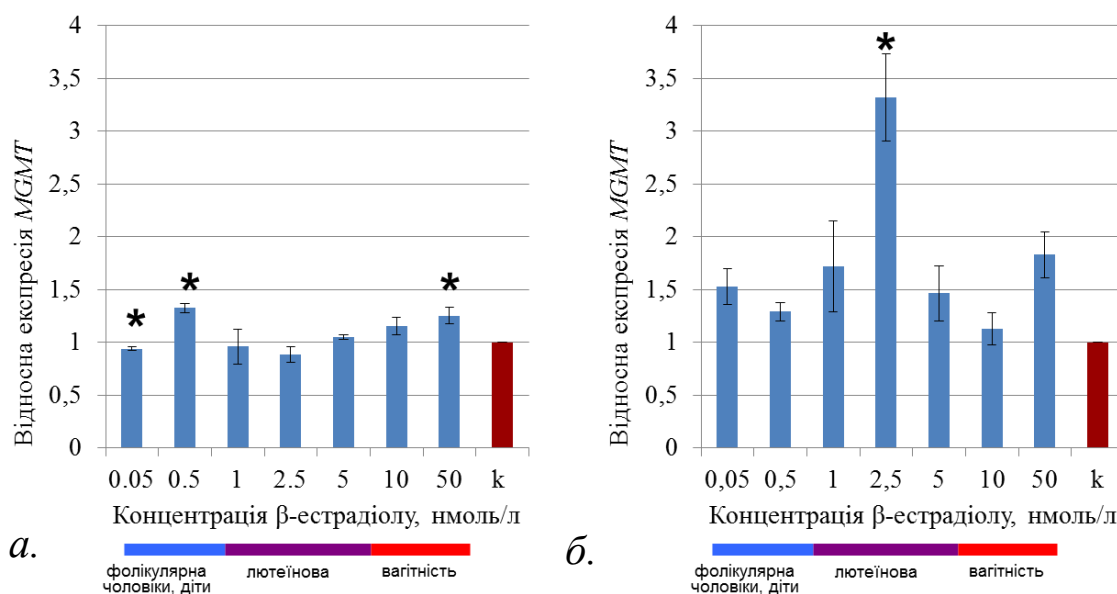 4
3,5
3
2,5
2
1,5
1
0,5
0
Відносна експресія MGMT
*
*
*
0.05 0.5 1 2.5 5 10 50 k
Концентрація β-естрадіолу, нмоль/л
а.
фолікулярна
чоловіки, діти
лютеїнова
вагітність
4
3,5
3
2,5
2
1,5
1
0,5
0
Відносна експресія MGMT
*
0,05 0,5 1 2,5 5 10 50 k
Концентрація β-естрадіолу, нмоль/л
б.
фолікулярна
чоловіки, діти
лютеїнова
вагітність